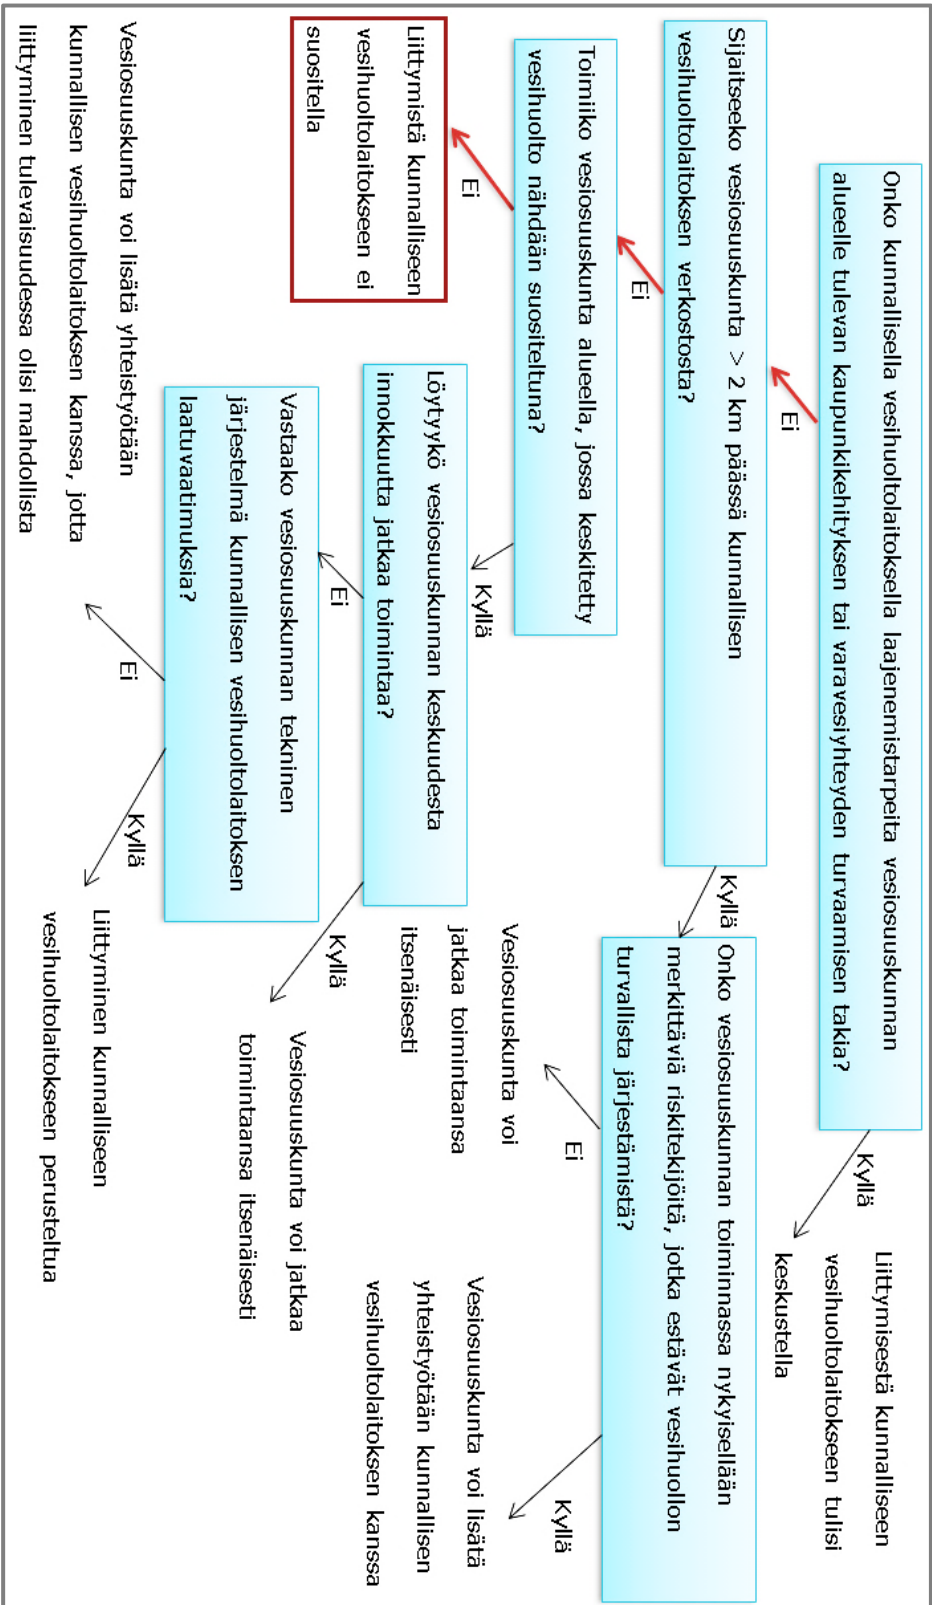 Onko kunnallisella vesihuoltolaitoksella laajenemistarpeita vesiosuuskunnan
alueelle tulevan kaupunkikehityksen tai varavesiyhteyden turvaamisen takia?
Ei
Kyllä
Liittymisestä kunnalliseen
vesihuoltolaitokseen tulisi
keskustella
Sijaitseeko vesiosuuskunta > 2 km päässä kunnallisen
vesihuoltolaitoksen verkostosta?
Ei
Kyllä
Onko vesiosuuskunnan toiminnassa nykyisellään
merkittäviä riskitekijöitä, jotka estävät vesihuollon
turvallista järjestämistä?
Ei
Kyllä
Toimiiko vesiosuuskunta alueella, jossa keskitetty
vesihuolto nähdään suositeltuna?
Ei
Kyllä
Vesiosuuskunta voi
jatkaa toimintaansa
itsenäisesti
Vesiosuuskunta voi lisätä
yhteistyötään kunnallisen
vesihuoltolaitoksen kanssa
Liittymistä kunnalliseen
vesihuoltolaitokseen ei
suositella
Löytyykö vesiosuuskunnan keskuudesta
innokkuutta jatkaa toimintaa?
Ei
Kyllä
Vesiosuuskunta voi jatkaa
toimintaansa itsenäisesti
Vastaako vesiosuuskunnan tekninen
järjestelmä kunnallisen vesihuoltolaitoksen
laatuvaatimuksia?
Ei
Kyllä
Vesiosuuskunta voi lisätä yhteistyötään
kunnallisen vesihuoltolaitoksen kanssa, jotta
liittyminen tulevaisuudessa olisi mahdollista
Liittyminen kunnalliseen
vesihuoltolaitokseen perusteltua